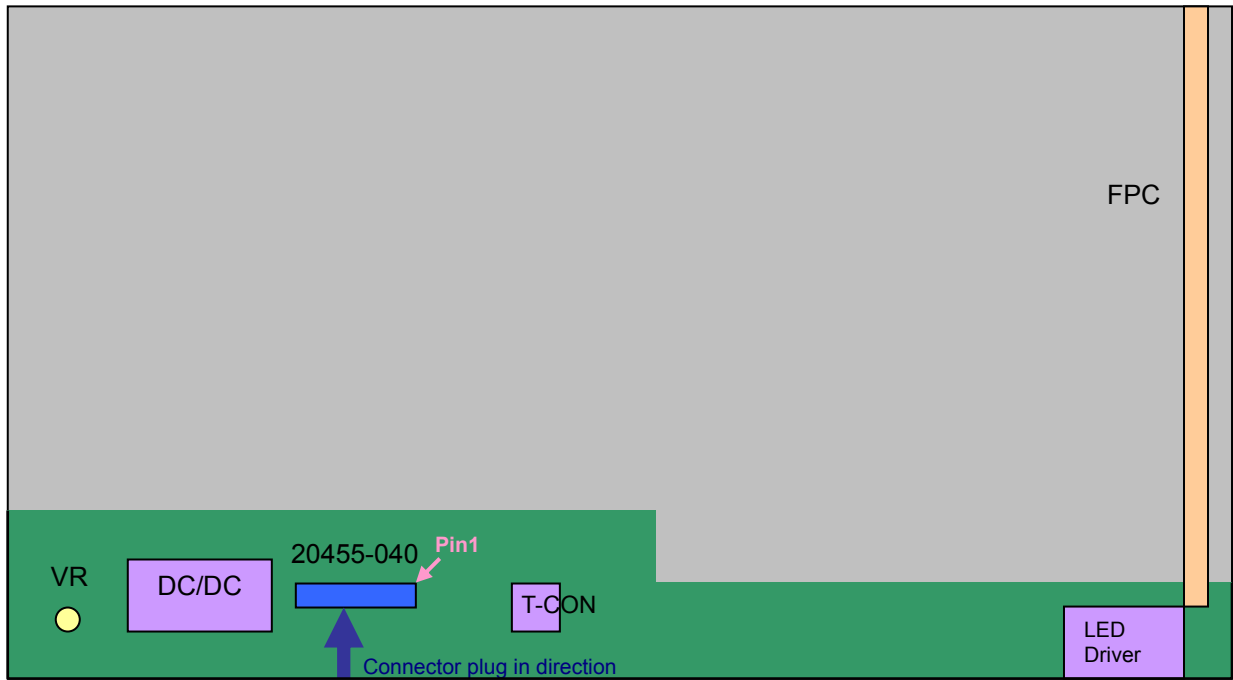 FPC
20455-040
Pin1
VR
DC/DC
T-CON
LED
Driver
Connector plug in direction